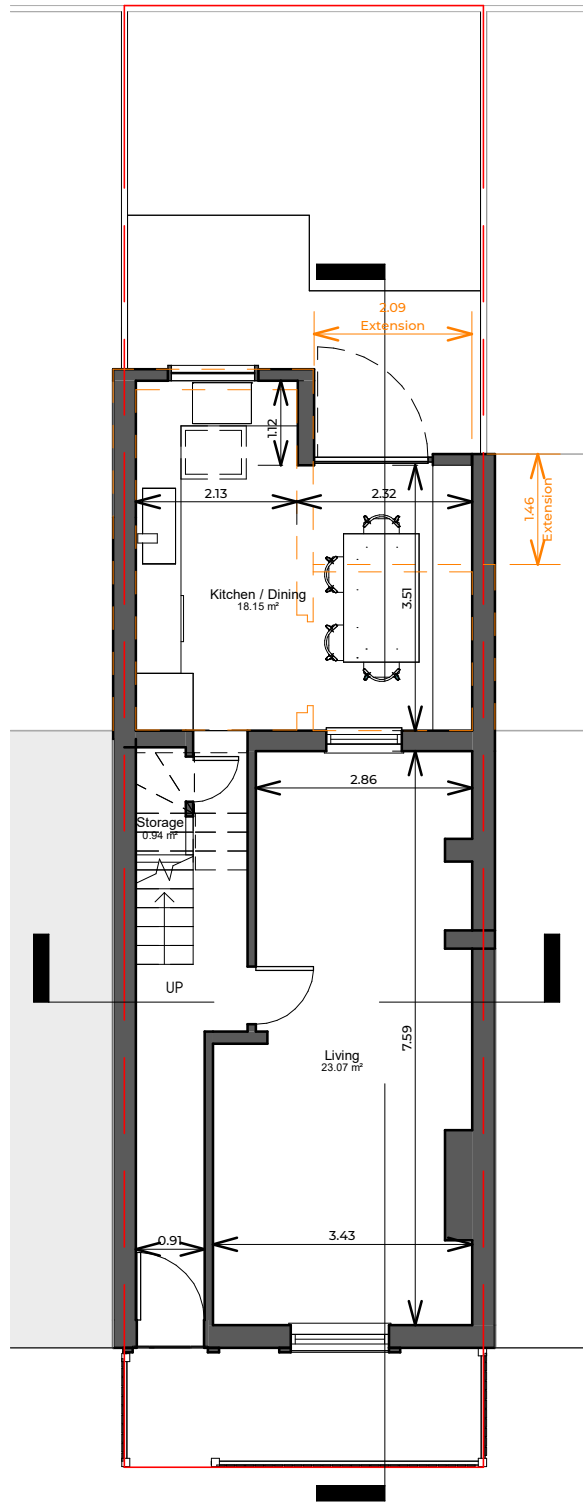 2.09
Extension
1.12
2.13
2.32
1.46
Extension
Kitchen / Dining
18.15 m²
3.51
2.86
Storage
0.94 m²
UP
7.59
Living
23.07 m²
0.91
3.43